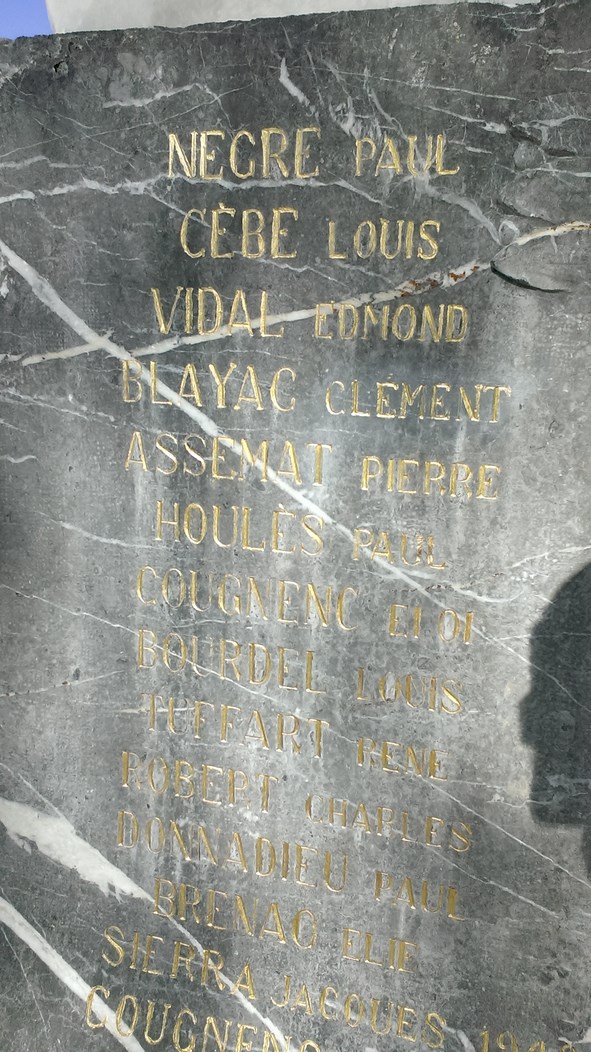 NEGRE PAUL
CÈBE LOUIS
VIDAL EDMOND
BLAYAC CLÉMENT
ASSEMAT PIERRE
HOULÈS PAUL
COUGNENC ELOI
BOURDEL LOUIS
TUFFART RENE
ROBERT CHARLES
DONNADIEU PAUL
BRENAC ELIE
SIERRA JACQUES
COUGNENC